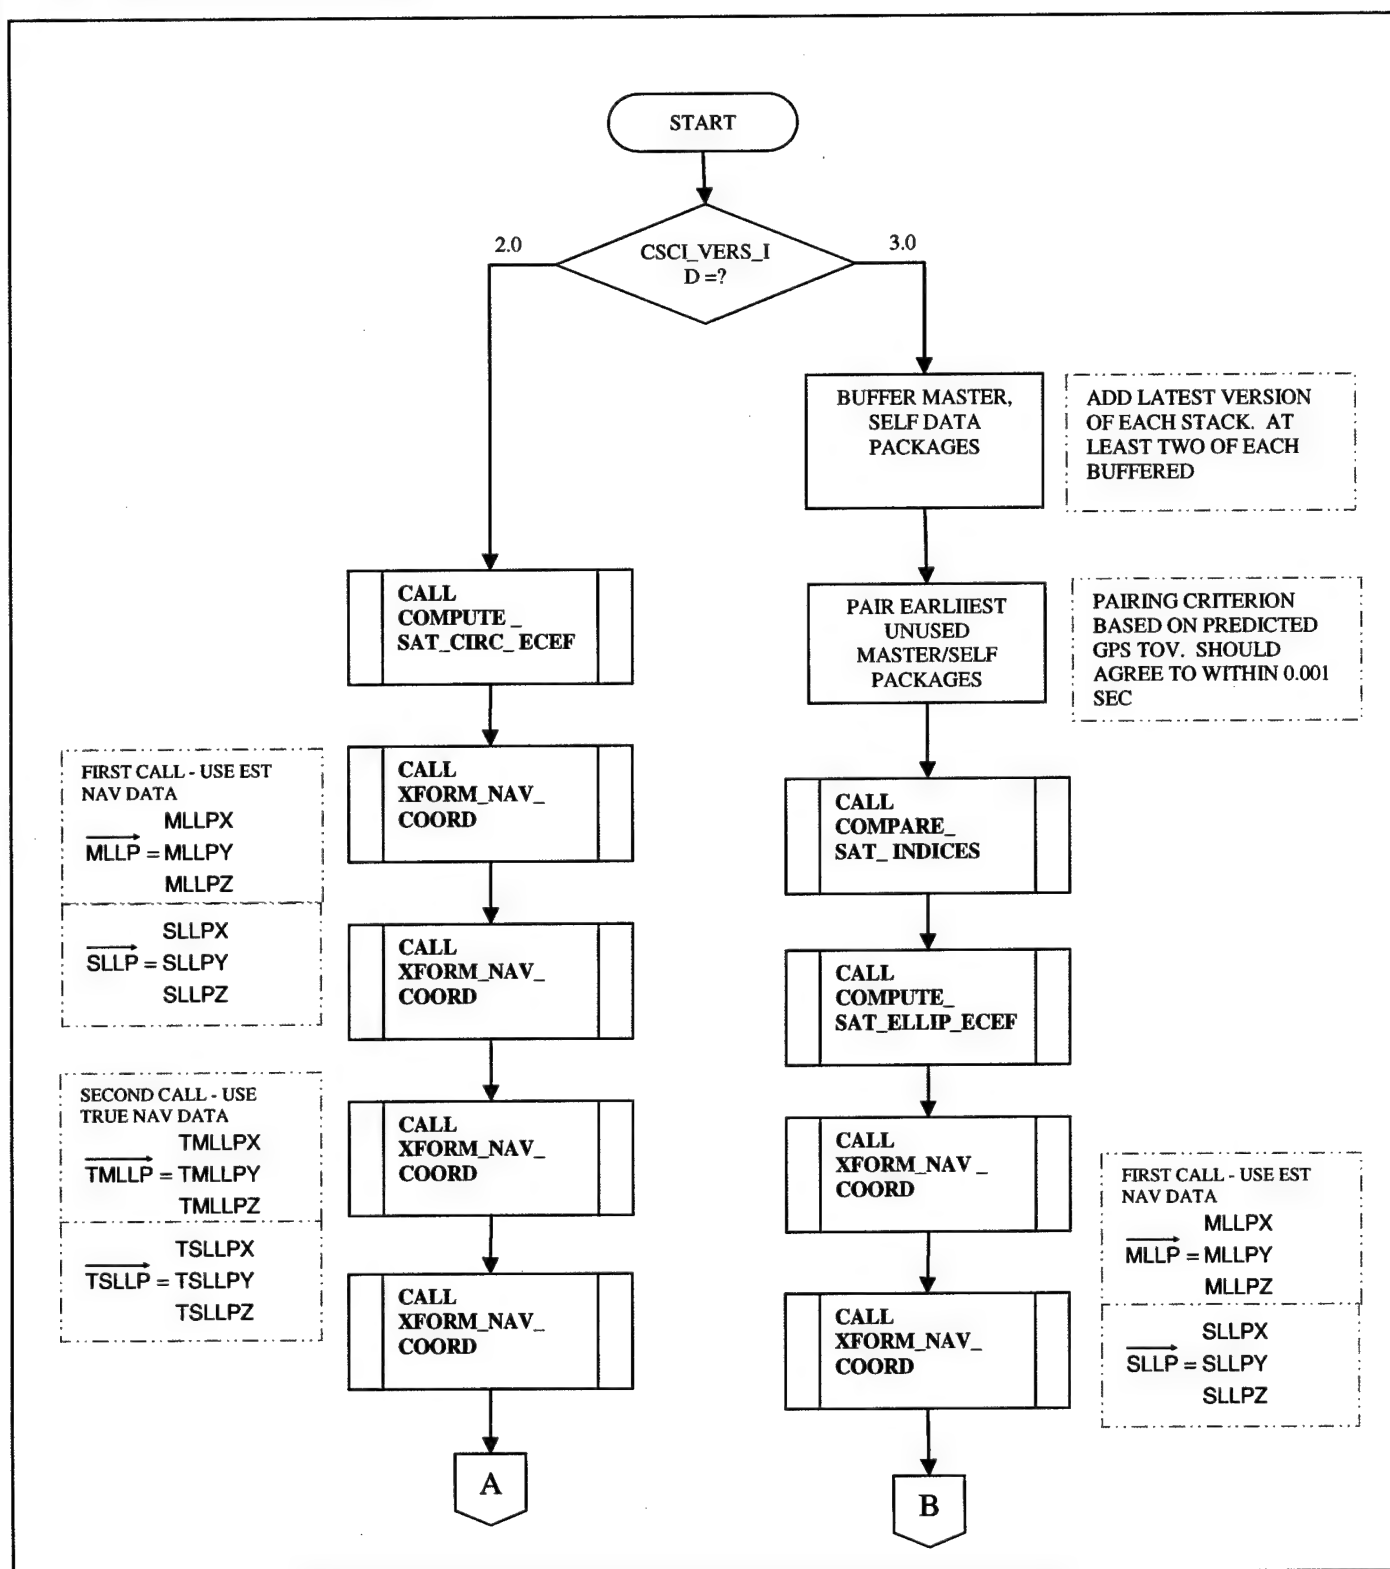 START
2.0
CSCI_VERS_I
D =?
3.0
BUFFER MASTER,
SELF DATA
PACKAGES
ADD LATEST VERSION
OF EACH STACK. AT
LEAST TWO OF EACH
BUFFERED
PAIR EARLIIEST
UNUSED
MASTER/SELF
PACKAGES
PAIRING CRITERION
BASED ON PREDICTED
GPS TOV. SHOULD
AGREE TO WITHIN 0.001
SEC
CALL
COMPUTE_
SAT_CIRC_ECEF
FIRST CALL - USE EST
NAV DATA
MLLPX
MLLP = MLLPY
MLLPZ
CALL
XFORM_NAV_
COORD
SLLPX
SLLP = SLLPY
SLLPZ
CALL
XFORM_NAV_
COORD
SECOND CALL - USE
TRUE NAV DATA
TMLLPX
TMLLP = TMLLPY
TMLLPZ
CALL
XFORM_NAV_
COORD
TSLLPX
TSLLP = TSLLPY
TSLLPZ
CALL
XFORM_NAV_
COORD
A
CALL
COMPARE_
SAT_ INDICES
CALL
COMPUTE_
SAT_ELLIP_ECEF
CALL
XFORM_NAV_
COORD
FIRST CALL - USE EST
NAV DATA
MLLPX
MLLP = MLLPY
MLLPZ
CALL
XFORM_NAV_
COORD
SLLPX
SLLP = SLLPY
SLLPZ
B